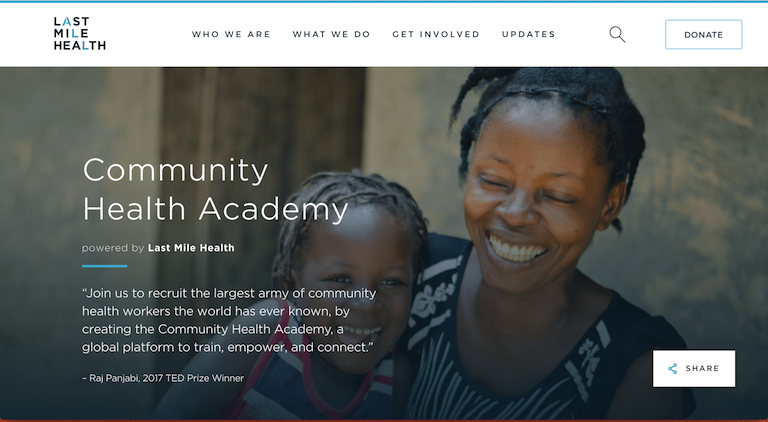 LAST
MILE
HEALTH
WHO WE ARE
WHAT WE DO
GET INVOLVED
UPDATES
DONATE
Community
Health Academy
powered by Last Mile Health
“Join us to recruit the largest army of community
health workers the world has ever known, by
creating the Community Health Academy, a
global platform to train, empower, and connect.”
– Raj Panjabi, 2017 TED Prize Winner
SHARE